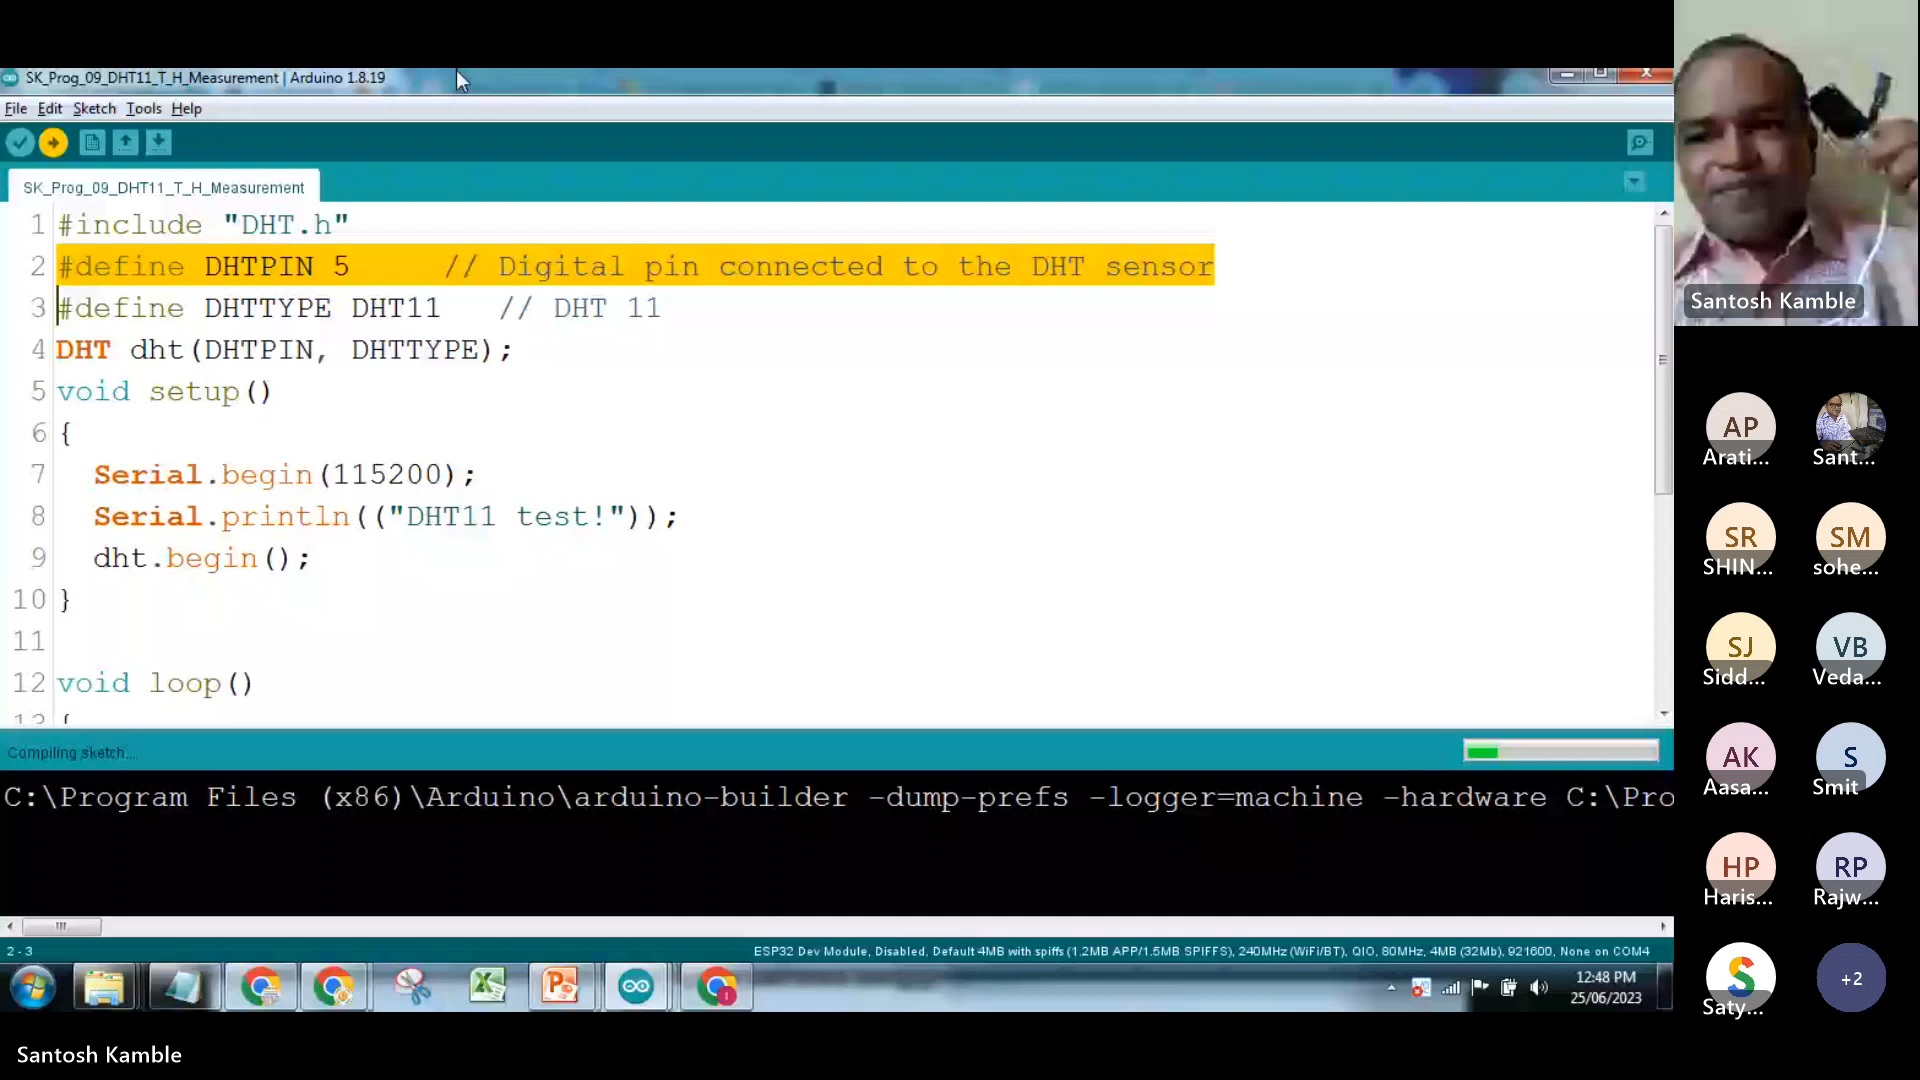 SK_Prog_09_DHT11_T_H_Measurement | Arduino 1.8.19
File Edit Sketch Tools Help
SK_Prog_09_DHT11_T_H_Measurement
1 #include "DHT.h"
2 #define DHTPIN 5     // Digital pin connected to the DHT sensor
3 #define DHTTYPE DHT11   // DHT 11
4 DHT dht(DHTPIN, DHTTYPE);
5 void setup()
6 {
7   Serial.begin(115200);
8   Serial.println(("DHT11 test!"));
9   dht.begin();
10 }
11
12 void loop()
13 {
Compiling sketch...
C:\Program Files (x86)\Arduino\arduino-builder -dump-prefs -logger=machine -hardware C:\Pro
2 - 3
ESP32 Dev Module, Disabled, Default 4MB with spiffs (1.2MB APP/1.5MB SPIFFS), 240MHz (WiFi/BT), QIO, 80MHz, 4MB (32Mb), 921600, None on COM4
12:48 PM
25/06/2023
Santosh Kamble
Santosh Kamble
AP
Arati...
Sant...
SR
SHIN...
SM
sohe...
SJ
Sidd...
VB
Veda...
AK
Aasa...
S
Smit
HP
Haris...
RP
Rajw...
Saty...
+2